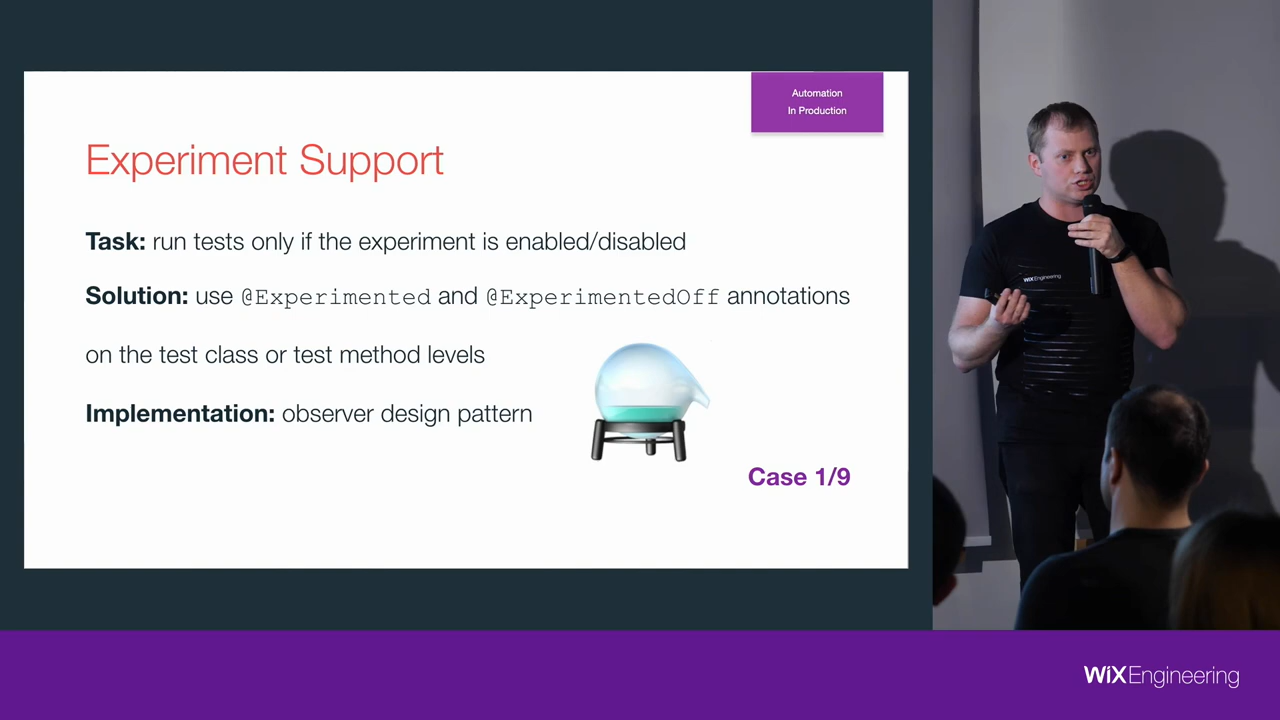 Automation
In Production
Experiment Support
Task: run tests only if the experiment is enabled/disabled
Solution: use @Experimented and @ExperimentedOff annotations
on the test class or test method levels
Implementation: observer design pattern
Case 1/9
WiX Engineering
WiX Engineering